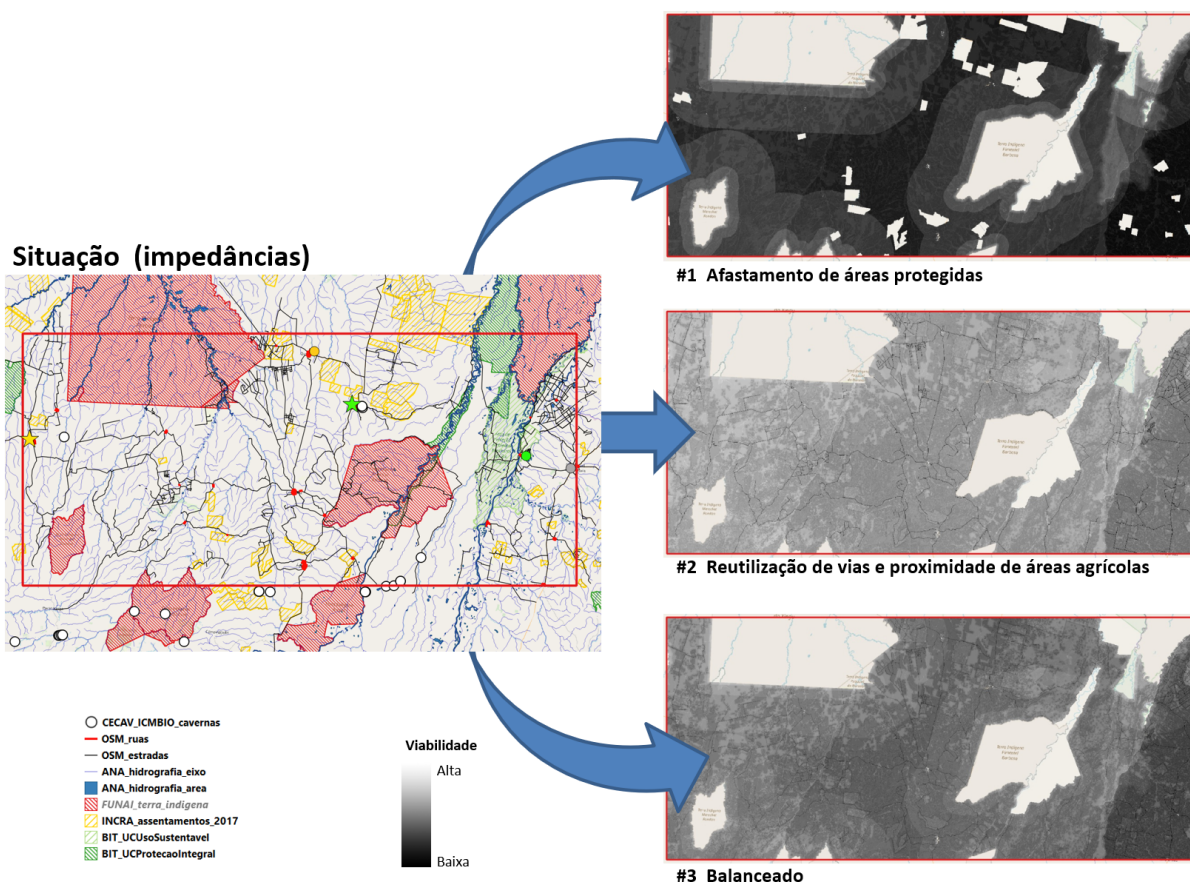 Situação (impedâncias)
CECAV_ICMBIO_cavernas
OSM_ruas
OSM_estradas
ANA_hidrografia_eixo
ANA_hidrografia_area
FUNAI_terra_indigena
INCRA_assentamentos_2017
BIT_UCUsoSustentavel
BIT_UCProtecaoIntegral
Viabilidade
Alta
Baixa
#1 Afastamento de áreas protegidas
#2 Reutilização de vias e proximidade de áreas agrícolas
#3 Balanceado